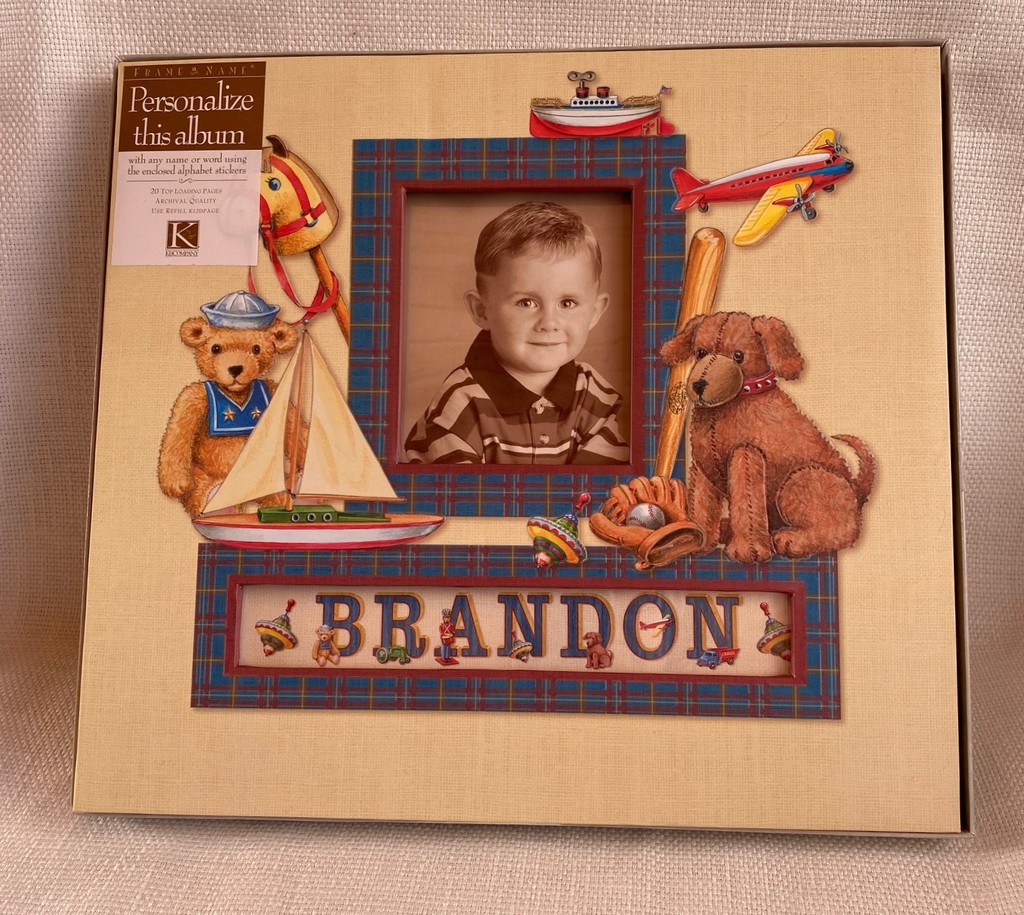 FRAME A NAME
Personalize
this album
with any name or word using
the enclosed alphabet stickers
20 TOP LOADING PAGES
ARCHIVAL QUALITY
USE REFILL
K
K&COMPANY
BRANDON